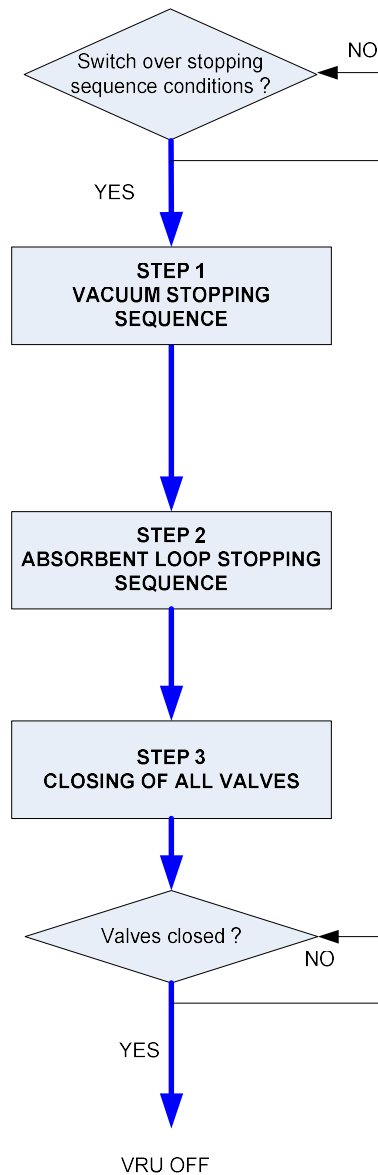 Switch over stopping
sequence conditions ?
NO
YES
STEP 1
VACUUM STOPPING
SEQUENCE
STEP 2
ABSORBENT LOOP STOPPING
SEQUENCE
STEP 3
CLOSING OF ALL VALVES
Valves closed ?
NO
YES
VRU OFF